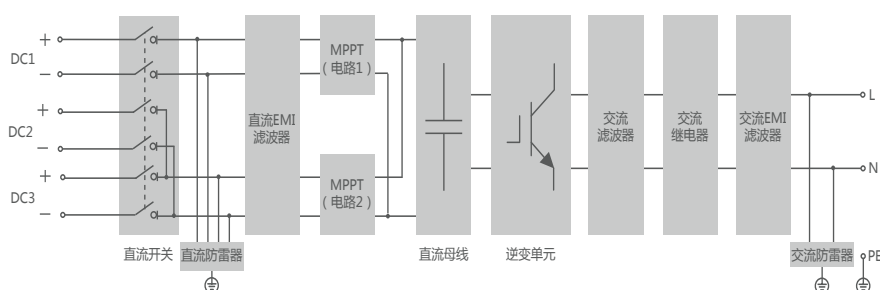 DC1
+
−
DC2
+
−
DC3
+
−
直流EMI
滤波器
MPPT
（电路1）
MPPT
（电路2）
交流
滤波器
交流
继电器
交流EMI
滤波器
L
N
直流开关
直流防雷器
直流母线
逆变单元
交流防雷器
PE